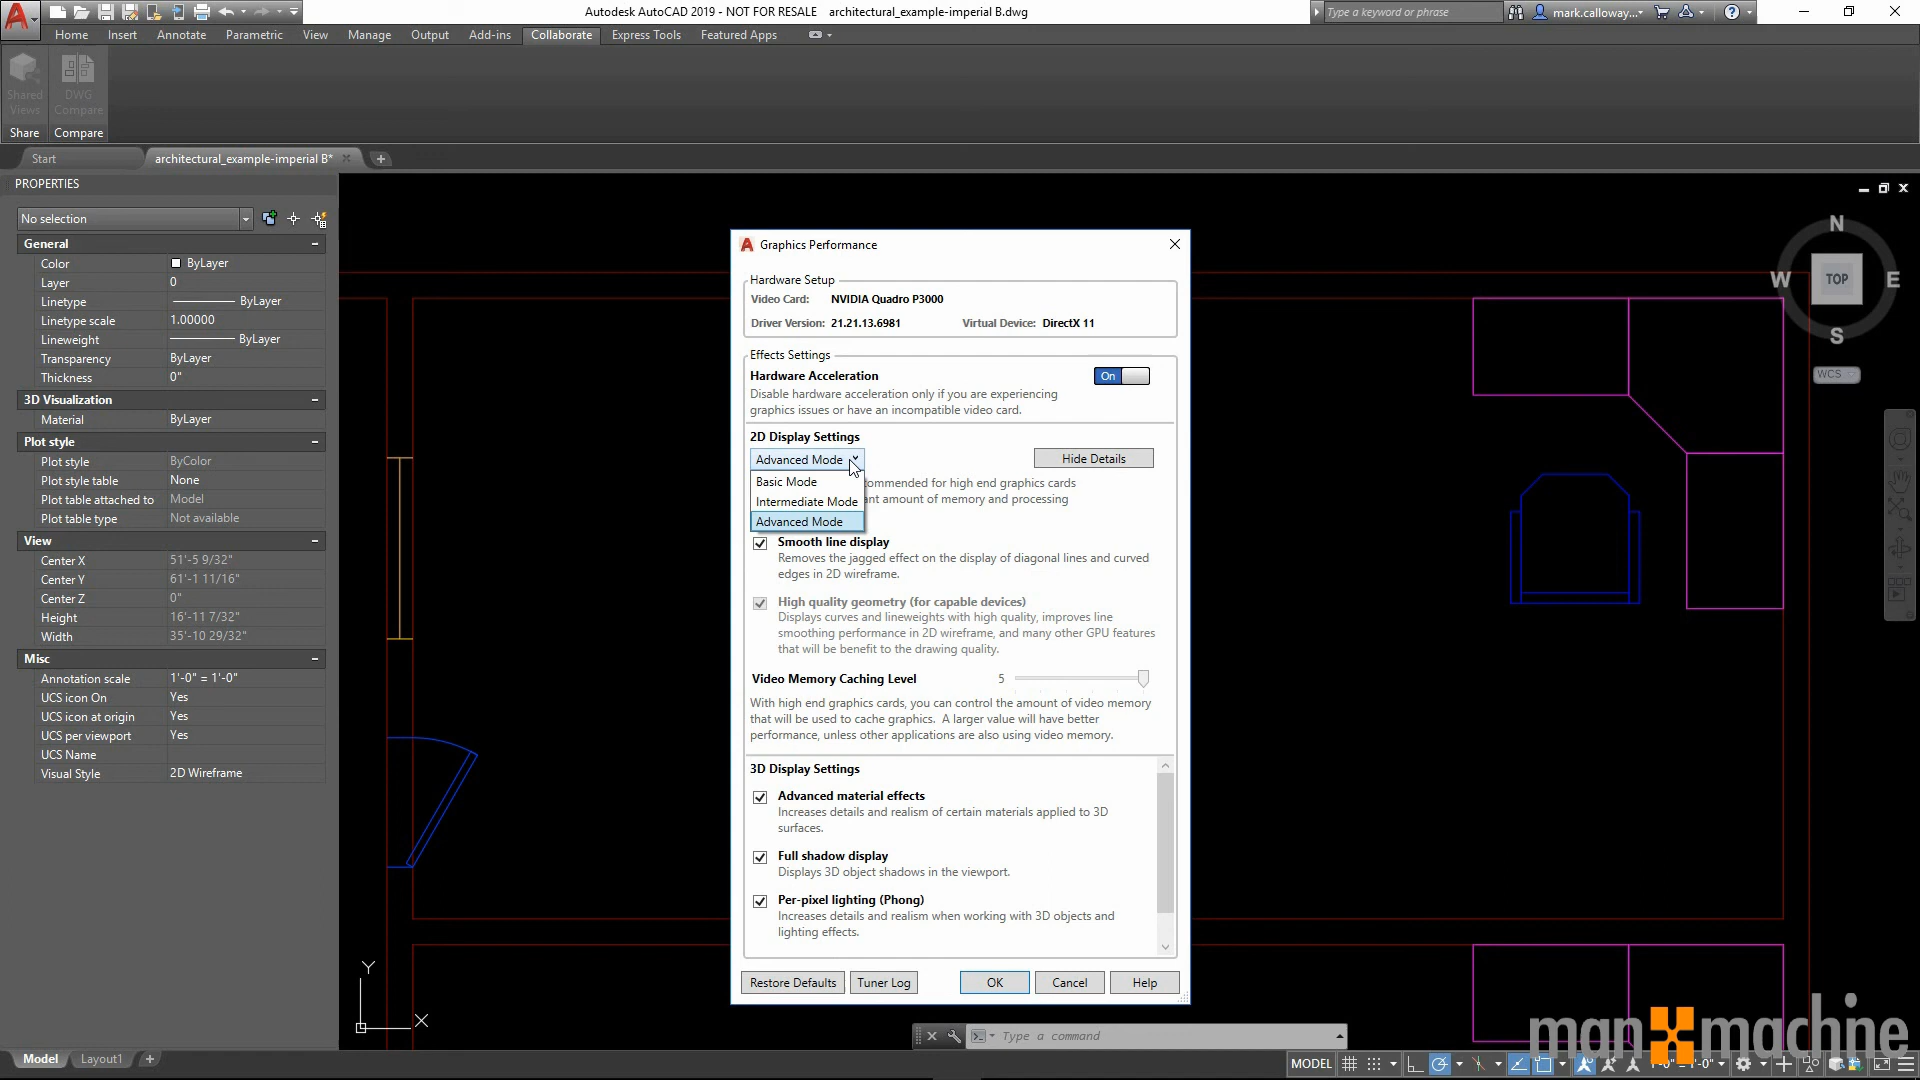 Autodesk AutoCAD 2019 - NOT FOR RESALE architectural_example-imperial B.dwg
Type a keyword or phrase
mark.calloway...
Home Insert Annotate Parametric View Manage Output Add-ins Collaborate Express Tools Featured Apps
Shared Views
DWG Compare
Share Compare
Start architectural_example-imperial B*
PROPERTIES
No selection
General
Color ByLayer
Layer 0
Linetype ByLayer
Linetype scale 1.00000
Lineweight ByLayer
Transparency ByLayer
Thickness 0"
3D Visualization
Material ByLayer
Plot style
Plot style ByColor
Plot style table None
Plot table attached to Model
Plot table type Not available
View
Center X 51'-5 9/32"
Center Y 61'-1 11/16"
Center Z 0"
Height 16'-11 7/32"
Width 35'-10 29/32"
Misc
Annotation scale 1'-0" = 1'-0"
UCS icon On Yes
UCS icon at origin Yes
UCS per viewport Yes
UCS Name
Visual Style 2D Wireframe
Graphics Performance
Hardware Setup
Video Card: NVIDIA Quadro P3000
Driver Version: 21.21.13.6981 Virtual Device: DirectX 11
Effects Settings
Hardware Acceleration On
Disable hardware acceleration only if you are experiencing
graphics issues or have an incompatible video card.
2D Display Settings
Advanced Mode Hide Details
Basic Mode
Intermediate Mode
Advanced Mode
commended for high end graphics cards
ant amount of memory and processing
Smooth line display
Removes the jagged effect on the display of diagonal lines and curved
edges in 2D wireframe.
High quality geometry (for capable devices)
Displays curves and lineweights with high quality, improves line
smoothing performance in 2D wireframe, and many other GPU features
that will be benefit to the drawing quality.
Video Memory Caching Level 5
With high end graphics cards, you can control the amount of video memory
that will be used to cache graphics. A larger value will have better
performance, unless other applications are also using video memory.
3D Display Settings
Advanced material effects
Increases details and realism of certain materials applied to 3D
surfaces.
Full shadow display
Displays 3D object shadows in the viewport.
Per-pixel lighting (Phong)
Increases details and realism when working with 3D objects and
lighting effects.
Restore Defaults Tuner Log OK Cancel Help
N
W TOP E
S
WCS
Y
X
Type a command
man machine
Model Layout1
MODEL 1'-0" = 1'-0"